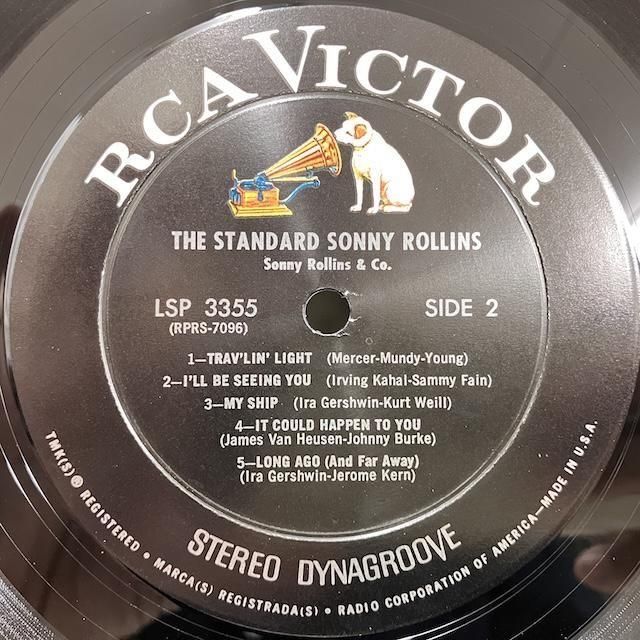 RCA VICTOR
THE STANDARD SONNY ROLLINS
Sonny Rollins & Co.
LSP 3355
(RPRS-7096)
SIDE 2
1—TRAV'LIN' LIGHT (Mercer-Mundy-Young)
2—I'LL BE SEEING YOU (Irving Kahal-Sammy Fain)
3—MY SHIP (Ira Gershwin-Kurt Weill)
4—IT COULD HAPPEN TO YOU
(James Van Heusen-Johnny Burke)
5—LONG AGO (And Far Away)
(Ira Gershwin-Jerome Kern)
STEREO DYNAGROOVE
TMK(S) ® REGISTERED • MARCA(S) REGISTRADA(S) • RADIO CORPORATION OF AMERICA—MADE IN U.S.A.